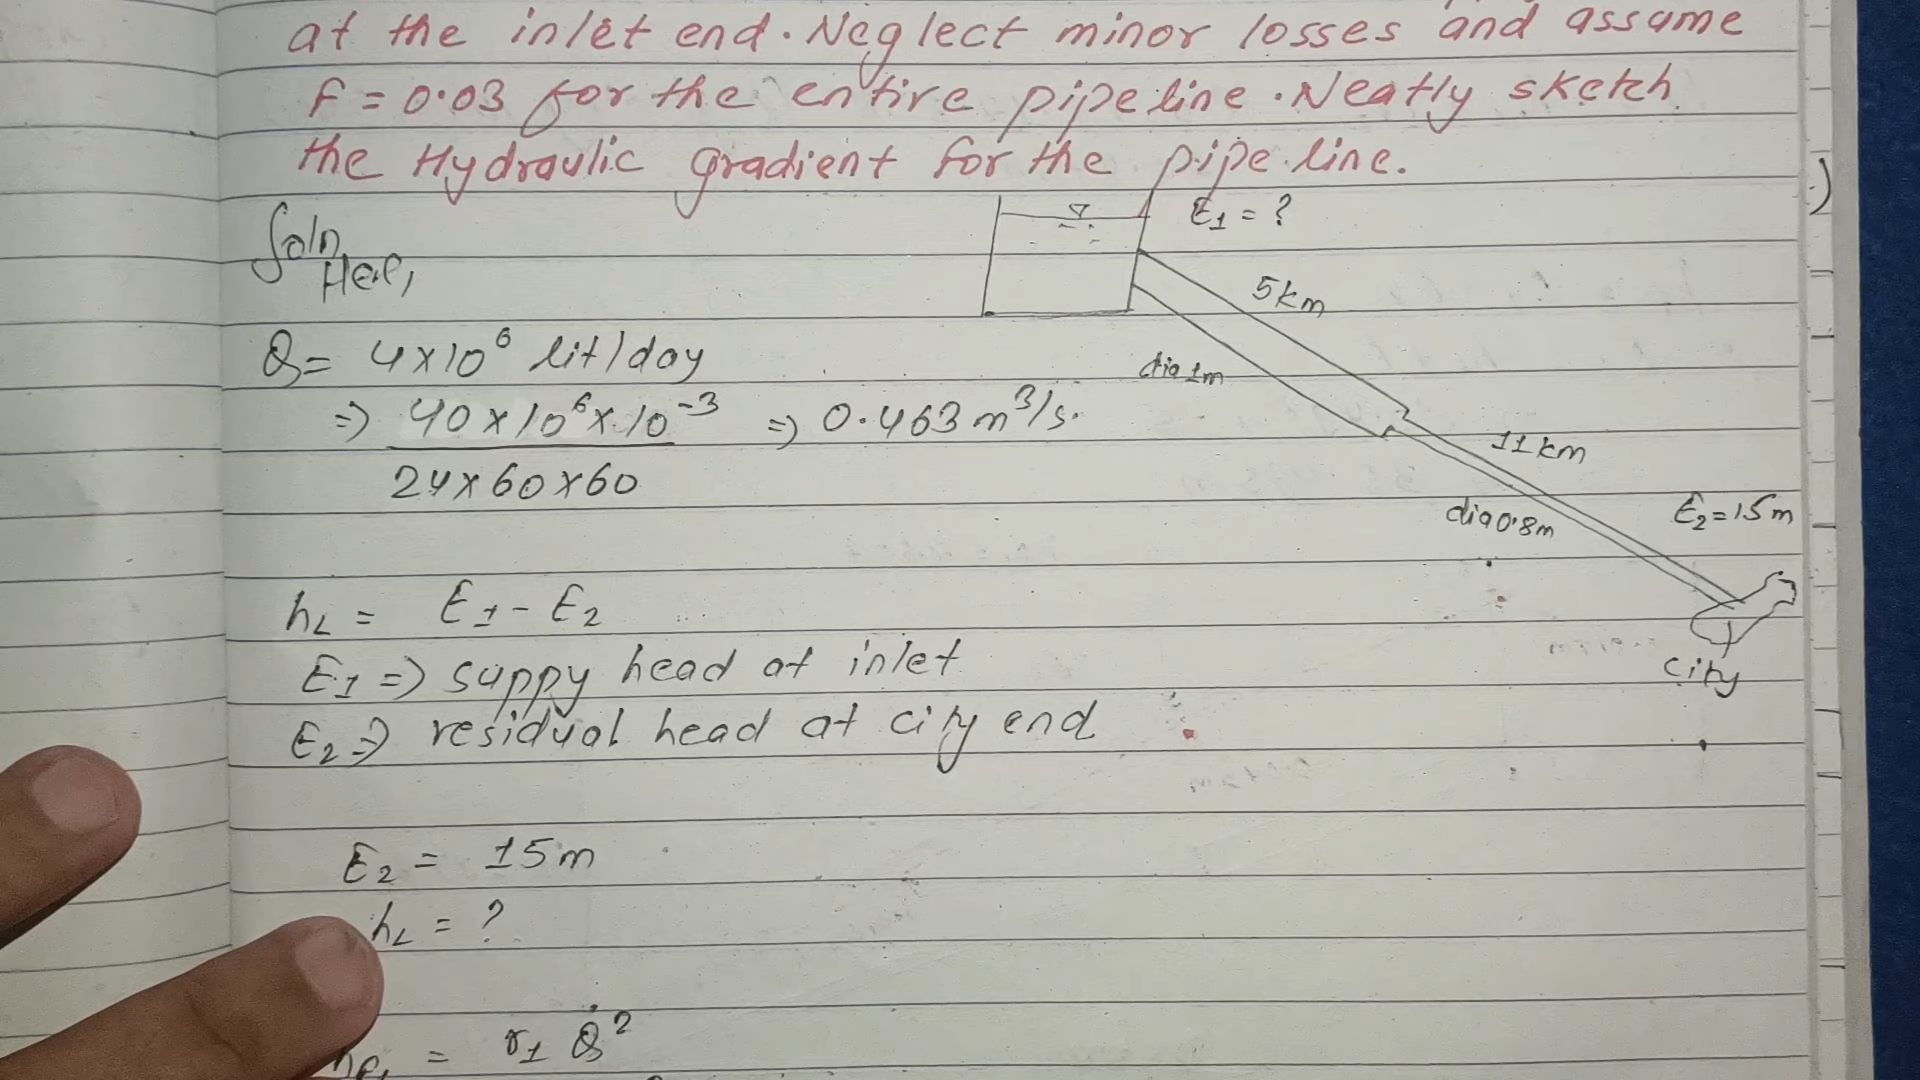 at the inlet end. Neglect minor losses and assume
F = 0.03 for the entire pipe line. Neatly sketch
the Hydraulic gradient for the pipe line.
Soln
Here,
E1 = ?
5km
dia 1m
11km
dia 0.8m
E2 = 15m
city
Q = 4×10^6 lit/day
=> 40×10^6×10^-3 / 24×60×60 => 0.463 m^3/s.
hL = E1 - E2
E1 => suppy head at inlet
E2 => residual head at city end
E2 = 15m
hL = ?
= r1 Q^2